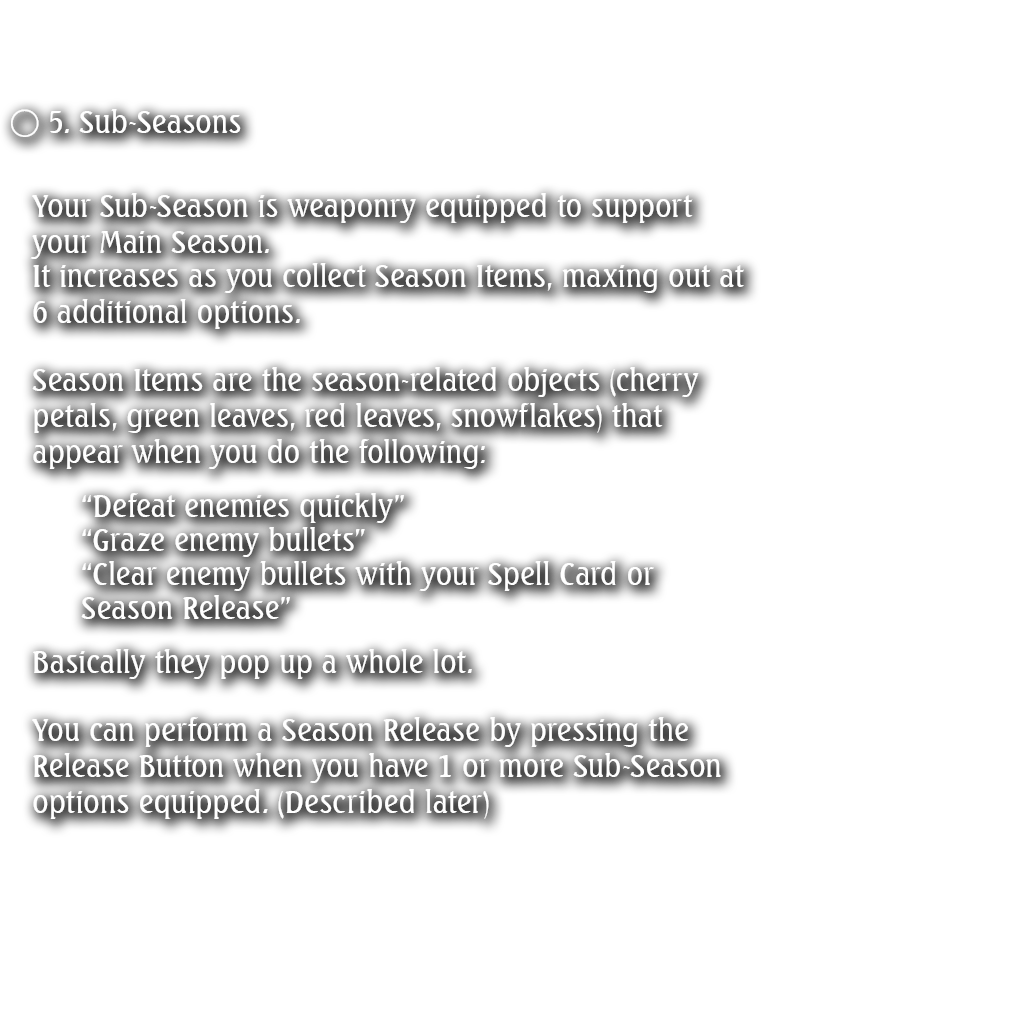 ○ 5. Sub-Seasons
Your Sub-Season is weaponry equipped to support
your Main Season.
It increases as you collect Season Items, maxing out at
6 additional options.
Season Items are the season-related objects (cherry
petals, green leaves, red leaves, snowflakes) that
appear when you do the following:
“Defeat enemies quickly”
“Graze enemy bullets”
“Clear enemy bullets with your Spell Card or
Season Release”
Basically they pop up a whole lot.
You can perform a Season Release by pressing the
Release Button when you have 1 or more Sub-Season
options equipped. (Described later)